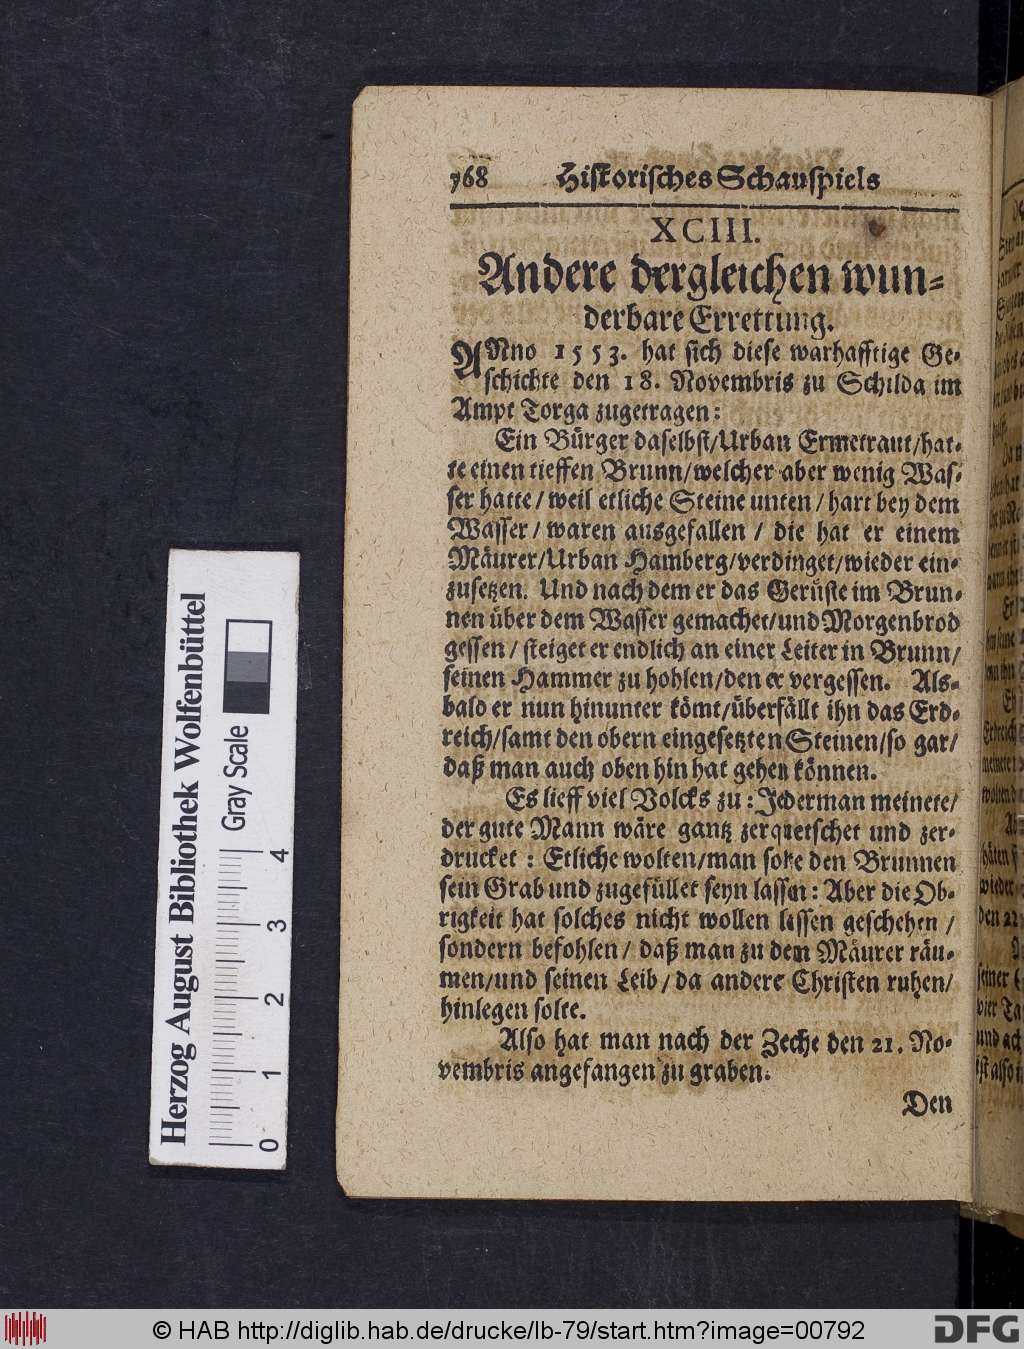 768 Historisches Schauspiels
XCIII.
Andere dergleichen wun-
derbare Errettung.
ANno 1553. hat sich diese warhafftige Ge-
schichte den 18. Novembris zu Schilda im
Ampt Torga zugetragen:
Ein Bürger daselbst/Urban Ermetraut/hat-
te einen tieffen Brunn/welcher aber wenig Was-
ser hatte/weil etliche Steine unten/hart bey dem
Wasser/waren ausgefallen/die hat er einem
Mäurer/Urban Hamberg/verdinget/wieder ein-
zusetzen. Und nach dem er das Gerüste im Brun-
nen über dem Wasser gemachet/und Morgenbrod
gessen/steiget er endlich an einer Leiter in Brunn/
seinen Hammer zu hohlen/den er vergessen. Als-
bald er nun hinunter kömt/überfällt ihn das Erd-
reich/samt den obern eingesetzten Steinen/so gar/
daß man auch oben hin hat gehen können.
Es lieff viel Volcks zu: Jederman meinete/
der gute Mann wäre gantz zerquetschet und zer-
drucket: Etliche wolten/man solte den Brunnen
sein Grab und zugefüllet seyn lassen: Aber die Ob-
rigkeit hat solches nicht wollen lassen geschehen/
sondern befohlen/daß man zu dem Mäurer räu-
men/und seinen Leib/da andere Christen ruhen/
hinlegen solte.
Also hat man nach der Zeche den 21. No-
vembris angefangen zu graben.
Den
Herzog August Bibliothek Wolfenbüttel
Gray Scale
0 1 2 3 4
© HAB http://diglib.hab.de/drucke/lb-79/start.htm?image=00792
DFG